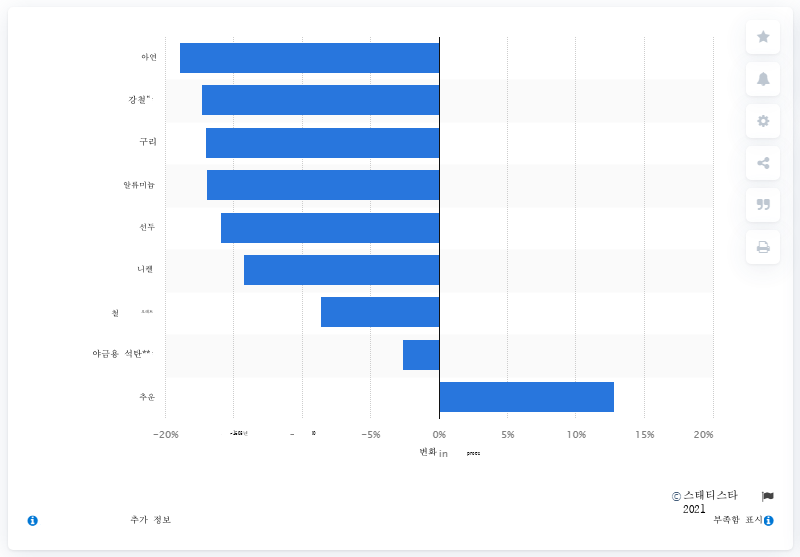 아연
강철**
구리
알류미늄
선두
니켈
철
야금용 석탄**
추운
-20% -5% 0% 5% 10% 15% 20%
변화 in
© 스태티스타
2021
추가 정보 부족함 표시